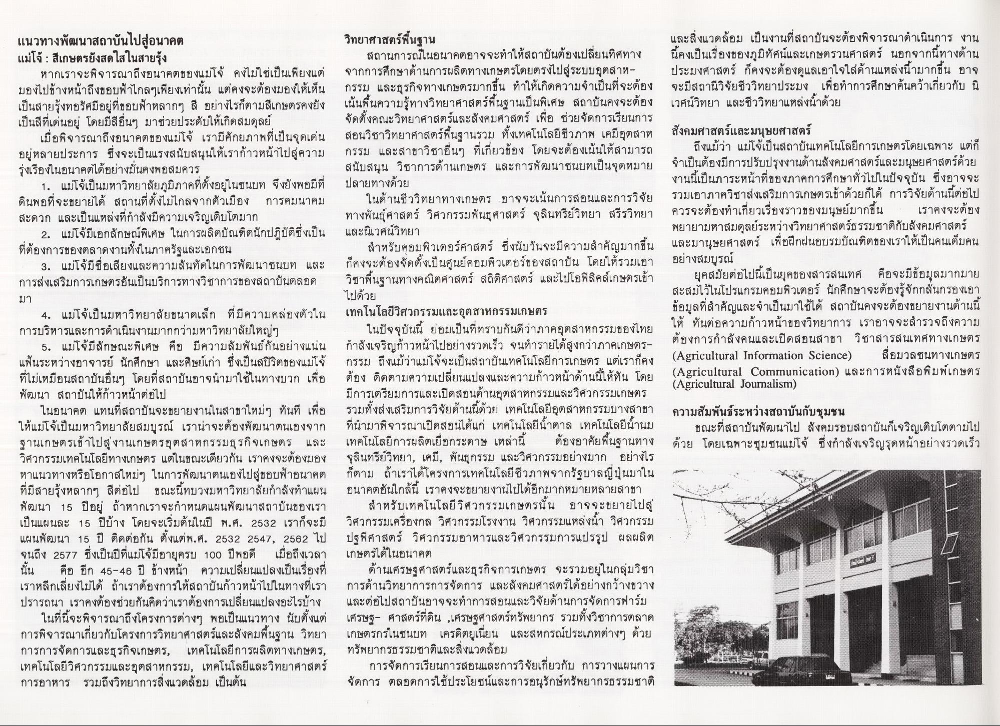 แนวทางพัฒนาสถาบันไปสู่อนาคต
แม่โจ้ : สีเกษตรยังสดใสในสายรุ้ง
หากเราจะพิจารณาถึงอนาคตของแม่โจ้ คงไม่ใช่เป็นเพียงแต่
มองไปข้างหน้าถึงขอบฟ้าไกลๆเพียงเท่านั้น แต่คงจะต้องมองให้เห็น
เป็นสายรุ้งทอรัศมีอยู่ที่ขอบฟ้าหลากๆ สี อย่างไรก็ตามสีเกษตรคงยัง
เป็นสีที่เด่นอยู่ โดยมีสีอื่นๆ มาช่วยประดับให้เกิดสมดุลย์
เมื่อพิจารณาถึงอนาคตของแม่โจ้ เรามีศักยภาพที่เป็นจุดเด่น
อยู่หลายประการ ซึ่งจะเป็นแรงสนับสนุนให้เราก้าวหน้าไปสู่ความ
รุ่งเรืองในอนาคตได้อย่างมั่นคงพอสมควร
1. แม่โจ้เป็นมหาวิทยาลัยภูมิภาคที่ตั้งอยู่ในชนบท จึงยังพอมีที่
ดินพอที่จะขยายได้ สถานที่ตั้งไม่ไกลจากตัวเมือง การคมนาคม
สะดวก และเป็นแหล่งที่กำลังมีความเจริญเติบโตมาก
2. แม่โจ้มีเอกลักษณ์พิเศษ ในการผลิตบัณฑิตนักปฏิบัติซึ่งเป็น
ที่ต้องการของตลาดงานทั้งในภาครัฐและเอกชน
3. แม่โจ้มีชื่อเสียงและความสันทัดในการพัฒนาชนบท และ
การส่งเสริมการเกษตรอันเป็นบริการทางวิชาการของสถาบันตลอด
มา
4. แม่โจ้เป็นมหาวิทยาลัยขนาดเล็ก ที่มีความคล่องตัวใน
การบริหารและการดำเนินงานมากกว่ามหาวิทยาลัยใหญ่ๆ
5. แม่โจ้มีลักษณะพิเศษ คือ มีความสัมพันธ์กันอย่างแน่น
แฟ้นระหว่างอาจารย์ นักศึกษา และศิษย์เก่า ซึ่งเป็นสปิริตของแม่โจ้
ที่ไม่เหมือนสถาบันอื่นๆ โดยที่สถาบันอาจนำมาใช้ในทางบวก เพื่อ
พัฒนา สถาบันให้ก้าวหน้าต่อไป
ในอนาคต แทนที่สถาบันจะขยายงานในสาขาใหม่ๆ ทันที เพื่อ
ให้แม่โจ้เป็นมหาวิทยาลัยสมบูรณ์ เราน่าจะต้องพัฒนาตนเองจาก
ฐานเกษตรเข้าไปสู่งานเกษตรอุตสาหกรรมธุรกิจเกษตร และ
วิศวกรรมเทคโนโลยีทางเกษตร แต่ในขณะเดียวกัน เราคงจะต้องมอง
หาแนวทางหรือโอกาสใหม่ๆ ในการพัฒนาตนเองไปสู่ขอบฟ้าอนาคต
ที่มีสายรุ้งหลากๆ สีต่อไป ขณะนี้ทบวงมหาวิทยาลัยกำลังทำแผน
พัฒนา 15 ปีอยู่ ถ้าหากเราจะกำหนดแผนพัฒนาสถาบันของเรา
เป็นแผนละ 15 ปีบ้าง โดยจะเริ่มต้นในปี พ.ศ. 2532 เราก็จะมี
แผนพัฒนา 15 ปี ติดต่อกัน ตั้งแต่พ.ศ. 2532 2547, 2562 ไป
จนถึง 2577 ซึ่งเป็นปีที่แม่โจ้มีอายุครบ 100 ปีพอดี เมื่อถึงเวลา
นั้น คือ อีก 45-46 ปี ข้างหน้า ความเปลี่ยนแปลงเป็นเรื่องที่
เราหลีกเลี่ยงไม่ได้ ถ้าเราต้องการให้สถาบันก้าวหน้าไปในทางที่เรา
ปรารถนา เราคงต้องช่วยกันคิดว่าเราต้องการเปลี่ยนแปลงอะไรบ้าง
ในที่นี้จะพิจารณาถึงโครงการต่างๆ พอเป็นแนวทาง นับตั้งแต่
การพิจารณาเกี่ยวกับโครงการวิทยาศาสตร์และสังคมพื้นฐาน วิทยา
การการจัดการและธุรกิจเกษตร, เทคโนโลยีการผลิตทางเกษตร,
เทคโนโลยีวิศวกรรมและอุตสาหกรรม, เทคโนโลยีและวิทยาศาสตร์
การอาหาร รวมถึงวิทยาการสิ่งแวดล้อม เป็นต้น
วิทยาศาสตร์พื้นฐาน
สถานการณ์ในอนาคตอาจจะทำให้สถาบันต้องเปลี่ยนทิศทาง
จากการศึกษาด้านการผลิตทางเกษตรโดยตรงไปสู่ระบบอุตสาห-
กรรม และธุรกิจทางเกษตรมากขึ้น ทำให้เกิดความจำเป็นที่จะต้อง
เน้นพื้นความรู้ทางวิทยาศาสตร์พื้นฐานเป็นพิเศษ สถาบันคงจะต้อง
จัดตั้งคณะวิทยาศาสตร์และสังคมศาสตร์ เพื่อ ช่วยจัดการเรียนการ
สอนวิชาวิทยาศาสตร์พื้นฐานรวม ทั้งเทคโนโลยีชีวภาพ เคมีอุตสาห
กรรม และสาขาวิชาอื่นๆ ที่เกี่ยวข้อง โดยจะต้องเน้นให้สามารถ
สนับสนุน วิชาการด้านเกษตร และการพัฒนาชนบทเป็นจุดหมาย
ปลายทางด้วย
ในด้านชีววิทยาทางเกษตร อาจจะเน้นการสอนและการวิจัย
ทางพันธุ์ศาสตร์ วิศวกรรมพันธุศาสตร์ จุลินทรีย์วิทยา สรีรวิทยา
และนิเวศน์วิทยา
สำหรับคอมพิวเตอร์ศาสตร์ ซึ่งนับวันจะมีความสำคัญมากขึ้น
ก็คงจะต้องจัดตั้งเป็นศูนย์คอมพิวเตอร์ของสถาบัน โดยให้รวมเอา
วิชาพื้นฐานทางคณิตศาสตร์ สถิติศาสตร์ และไปโอฟิสิคส์เกษตรเข้า
ไปด้วย
เทคโนโลยีวิศวกรรมและอุตสาหกรรมเกษตร
ในปัจจุบันนี้ ย่อมเป็นที่ทราบกันดีว่าภาคอุตสาหกรรมของไทย
กำลังเจริญก้าวหน้าไปอย่างรวดเร็ว จนทำรายได้สูงกว่าภาคเกษตร-
กรรม ถึงแม้ว่าแม่โจ้จะเป็นสถาบันเทคโนโลยีการเกษตร แต่เราก็คง
ต้อง ติดตามความเปลี่ยนแปลงและความก้าวหน้าด้านนี้ให้ทัน โดย
มีการเตรียมการและเปิดสอนด้านอุตสาหกรรมและวิศวกรรมเกษตร
รวมทั้งส่งเสริมการวิจัยด้านนี้ด้วย เทคโนโลยีอุตสาหกรรมบางสาขา
ที่นำมาพิจารณาเปิดสอนได้แก่ เทคโนโลยีน้ำตาล เทคโนโลยีน้ำนม
เทคโนโลยีการผลิตเยื่อกระดาษ เหล่านี้ ต้องอาศัยพื้นฐานทาง
จุลินทรีย์วิทยา, เคมี, พันธุกรรม และวิศวกรรมอย่างมาก อย่างไร
ก็ตาม ถ้าเราได้โครงการเทคโนโลยีชีวภาพจากรัฐบาลญี่ปุ่นมาใน
อนาคตอันใกล้นี้ เราคงจะขยายงานไปได้อีกมากหมายหลายสาขา
สำหรับเทคโนโลยีวิศวกรรมเกษตรนั้น อาจจะขยายไปสู่
วิศวกรรมเครื่องกล วิศวกรรมโรงงาน วิศวกรรมแหล่งน้ำ วิศวกรรม
ปฐพีศาสตร์ วิศวกรรมอาหารและวิศวกรรมการแปรรูป ผลผลิต
เกษตรได้ในอนาคต
ด้านเศรษฐศาสตร์และธุรกิจการเกษตร จะรวมอยู่ในกลุ่มวิชา
การด้านวิทยาการการจัดการ และสังคมศาสตร์ได้อย่างกว้างขวาง
และต่อไปสถาบันอาจจะทำการสอนและวิจัยด้านการจัดการฟาร์ม
เศรษฐ- ศาสตร์ที่ดิน ,เศรษฐศาสตร์ทรัพยากร รวมทั้งวิชาการตลาด
เกษตรกรในชนบท เครดิตยูเนี่ยน และสหกรณ์ประเภทต่างๆ ด้วย
ทรัพยากรธรรมชาติและสิ่งแวดล้อม
การจัดการเรียนการสอนและการวิจัยเกี่ยวกับ การวางแผนการ
จัดการ ตลอดการใช้ประโยชน์และการอนุรักษ์ทรัพยากรธรรมชาติ
และสิ่งแวดล้อม เป็นงานที่สถาบันจะต้องพิจารณาดำเนินการ งาน
นี้คงเป็นเรื่องของภูมิทัศน์และเกษตรวนศาสตร์ นอกจากนี้ทางด้าน
ประมงศาสตร์ ก็คงจะต้องดูแลเอาใจใส่ด้านแหล่งนี้มากขึ้น อาจ
จะมีสถานีวิจัยชีววิทยาประมง เพื่อทำการศึกษาค้นคว้าเกี่ยวกับ นิ
เวศน์วิทยา และชีววิทยาแหล่งน้ำด้วย
สังคมศาสตร์และมนุษยศาสตร์
ถึงแม้ว่า แม่โจ้เป็นสถาบันเทคโนโลยีการเกษตรโดยเฉพาะ แต่ก็
จำเป็นต้องมีการปรับปรุงงานด้านสังคมศาสตร์และมนุษยศาสตร์ด้วย
งานนี้เป็นภาระหน้าที่ของภาคการศึกษาทั่วไปในปัจจุบัน ซึ่งอาจจะ
รวมเอาภาควิชาส่งเสริมการเกษตรเข้าด้วยก็ได้ การวิจัยด้านนี้ต่อไป
ควรจะต้องทำเกี่ยวเรื่องราวของมนุษย์มากขึ้น เราคงจะต้อง
พยายามหาสมดุลย์ระหว่างวิทยาศาสตร์ธรรมชาติกับสังคมศาสตร์
และมานุษยศาสตร์ เพื่อฝึกฝนอบรมบัณฑิตของเราให้เป็นคนเต็มคน
อย่างสมบูรณ์
ยุคสมัยต่อไปนี้เป็นยุคของสารสนเทศ คือจะมีข้อมูลมากมาย
สะสมไว้ในโปรแกรมคอมพิวเตอร์ นักศึกษาจะต้องรู้จักกลั่นกรองเอา
ข้อมูลที่สำคัญและจำเป็นมาใช้ได้ สถาบันคงจะต้องขยายงานด้านนี้
ให้ ทันต่อความก้าวหน้าของวิทยาการ เราอาจจะสำรวจถึงความ
ต้องการกำลังคนและเปิดสอนสาขา วิชาสารสนเทศทางเกษตร
(Agricultural Information Science) สื่อมวลชนทางเกษตร
(Agricultural Communication) และการหนังสือพิมพ์เกษตร
(Agricultural Journalism)
ความสัมพันธ์ระหว่างสถาบันกับชุมชน
ขณะที่สถาบันพัฒนาไป สังคมรอบสถาบันก็เจริญเติบโตตามไป
ด้วย โดยเฉพาะชุมชนแม่โจ้ ซึ่งกำลังเจริญรุดหน้าอย่างรวดเร็ว